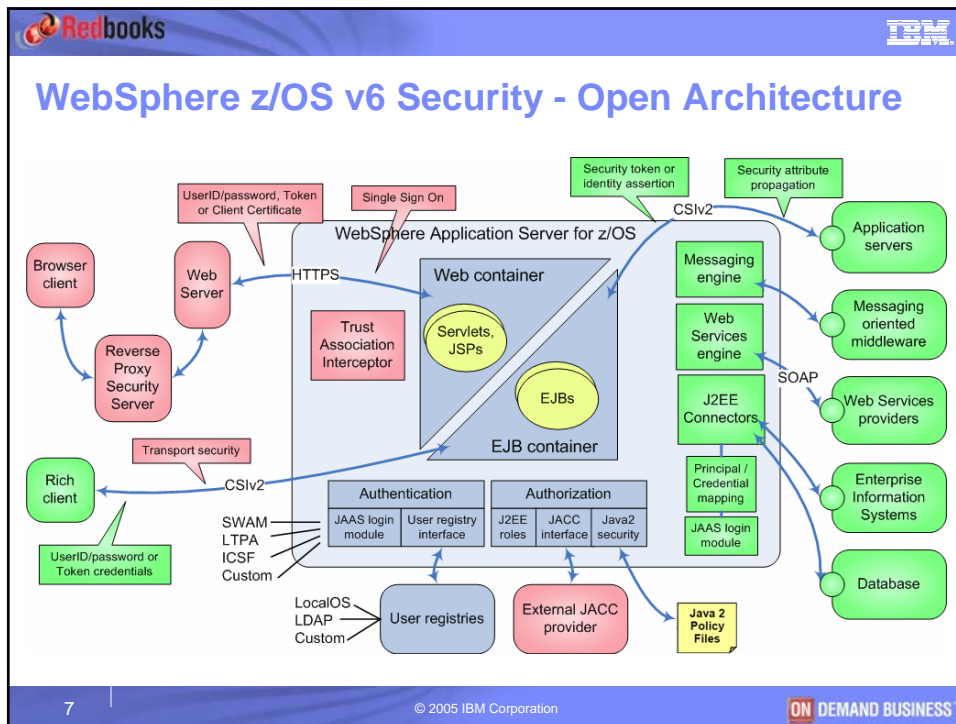 Redbooks
IBM
WebSphere z/OS v6 Security - Open Architecture
UserID/password, Token
or Client Certificate
Single Sign On
Security token or
identity assertion
Security attribute
propagation
CSIv2
Application
servers
WebSphere Application Server for z/OS
Browser
client
Web
Server
HTTPS
Web container
Messaging
engine
Messaging
oriented
middleware
Reverse
Proxy
Security
Server
Trust
Association
Interceptor
Servlets,
JSPs
Web
Services
engine
SOAP
EJBs
J2EE
Connectors
Web Services
providers
EJB container
Transport security
Rich
client
CSIv2
Principal /
Credential
mapping
Enterprise
Information
Systems
Authentication
Authorization
SWAM
LTPA
ICSF
Custom
JAAS login
module
User registry
interface
J2EE
roles
JACC
interface
Java2
security
JAAS login
module
UserID/password or
Token credentials
Database
LocalOS
LDAP
Custom
User registries
External JACC
provider
Java 2
Policy
Files
7
© 2005 IBM Corporation
ON DEMAND BUSINESS